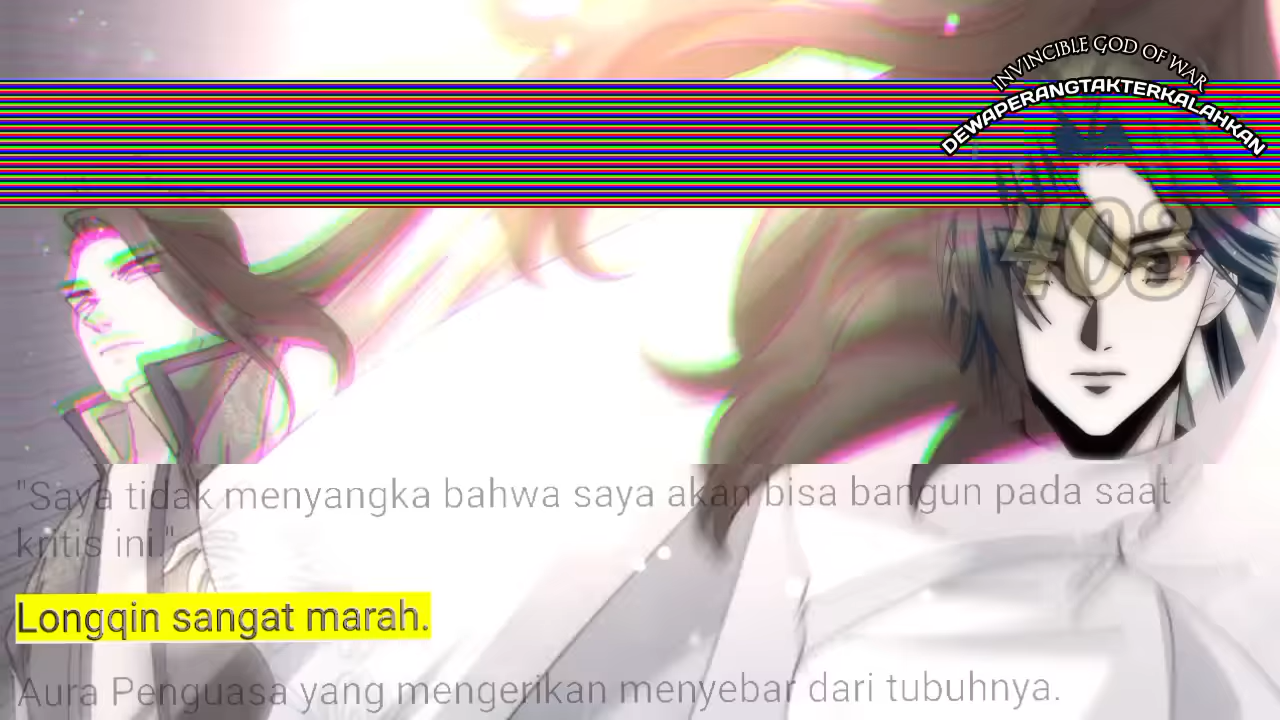 INVINCIBLE GOD OF WAR
DEWAPERANGTAKTERKALAHKAN
403
"Saya tidak menyangka bahwa saya akan bisa bangun pada saat
kritis ini."
Longqin sangat marah.
Aura Penguasa yang mengerikan menyebar dari tubuhnya.